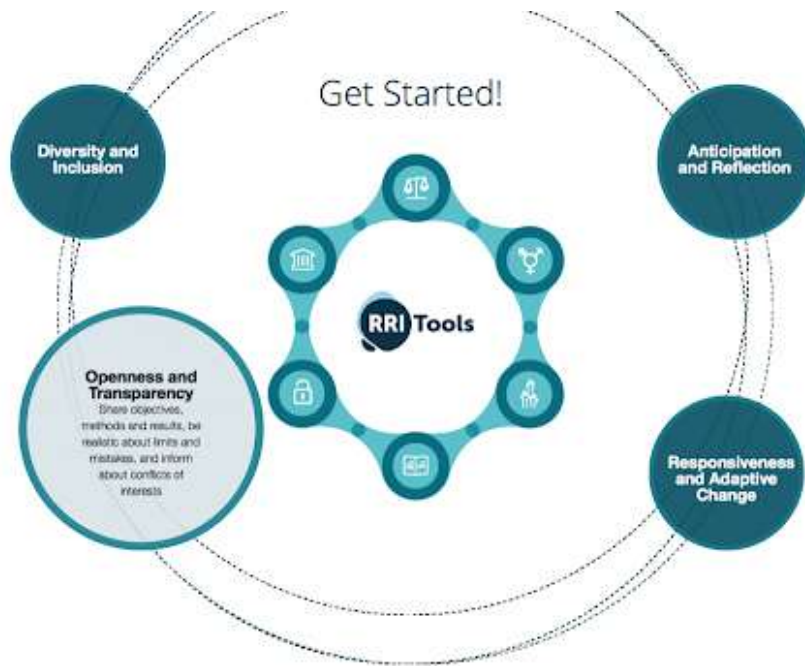 Get Started!
Diversity and
Inclusion
Anticipation
and Reflection
RRI Tools
Openness and
Transparency
Share objectives,
methods and results, be
realistic about limits and
mistakes, and inform
about conflicts of
interests
Responsiveness
and Adaptive
Change